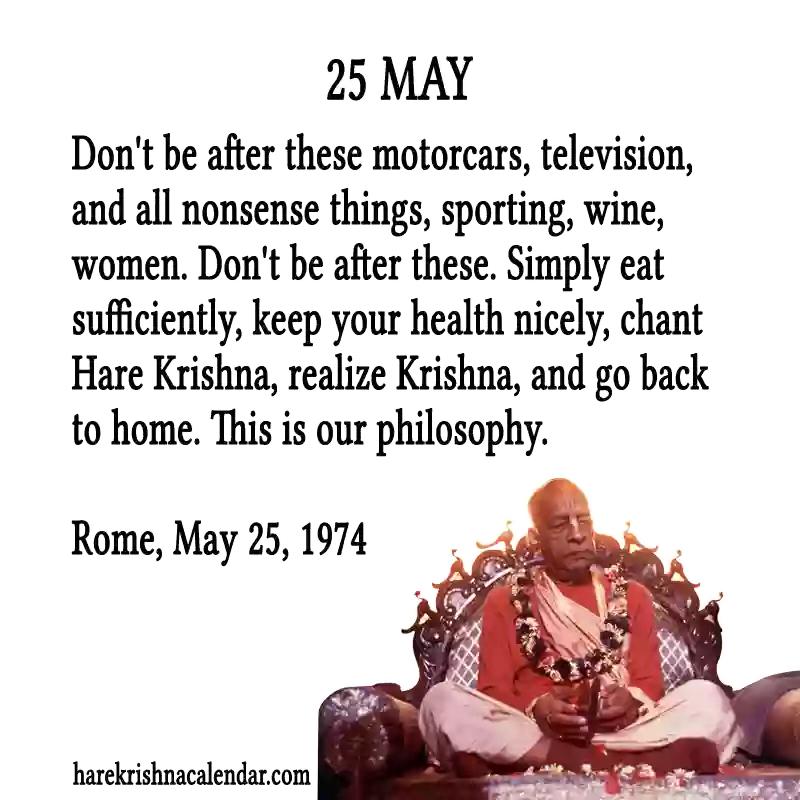 25 MAY
Don't be after these motorcars, television,
and all nonsense things, sporting, wine,
women. Don't be after these. Simply eat
sufficiently, keep your health nicely, chant
Hare Krishna, realize Krishna, and go back
to home. This is our philosophy.
Rome, May 25, 1974
harekrishnacalendar.com